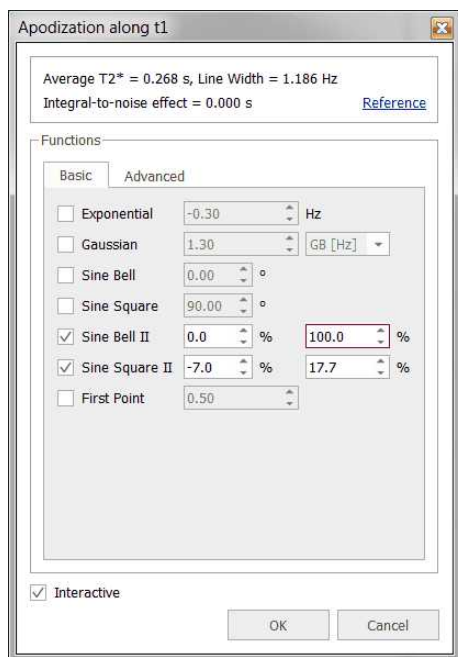 Apodization along t1
Average T2* = 0.268 s, Line Width = 1.186 Hz
Integral-to-noise effect = 0.000 s Reference
Functions
Basic Advanced
Exponential -0.30 Hz
Gaussian 1.30 GB [Hz]
Sine Bell 0.00 °
Sine Square 90.00 °
Sine Bell II 0.0 % 100.0 %
Sine Square II -7.0 % 17.7 %
First Point 0.50
Interactive
OK Cancel